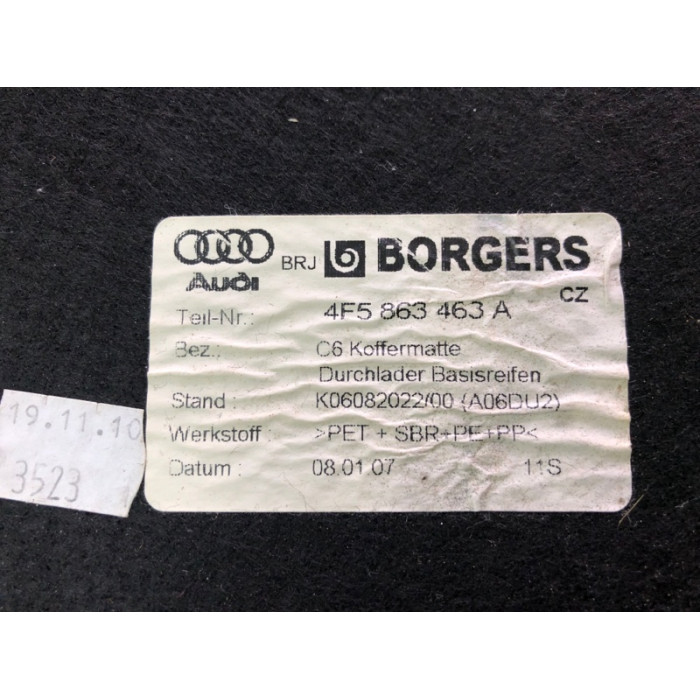 Audi BRJ BORGERS
CZ
Teil-Nr.: 4F5 863 463 A
Bez.: C6 Koffermatte
Durchlader Basisreifen
Stand : K06082022/00 (A06DU2)
Werkstoff : >PET + SBR+PE+PP<
Datum : 08.01.07 11S
19.11.10
3523